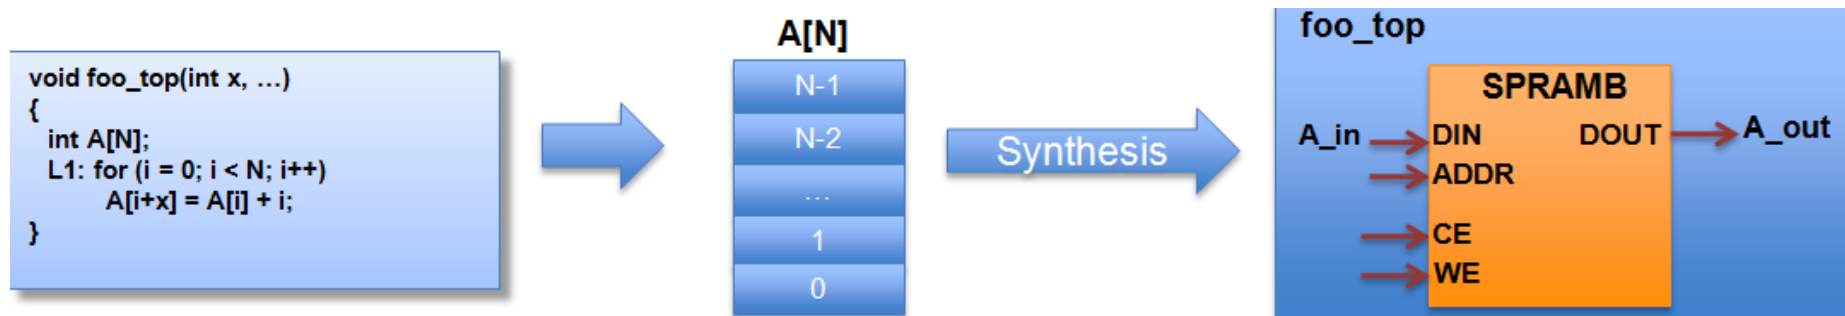 void foo_top(int x, …)
{
int A[N];
L1: for (i = 0; i < N; i++)
A[i+x] = A[i] + i;
}
A[N]
N-1
N-2
...
1
0
Synthesis
foo_top
SPRAMB
A_in
DIN
DOUT
A_out
ADDR
CE
WE